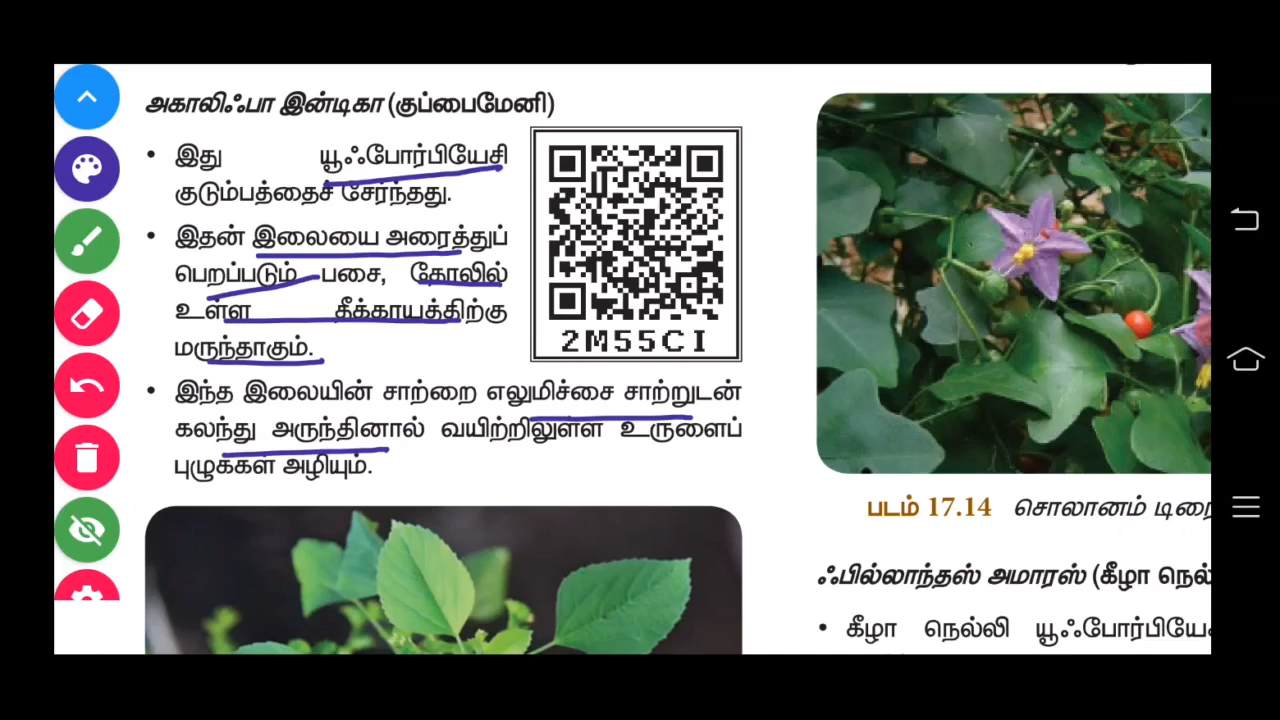 அகாலிஃபா இன்டிகா (குப்பைமேனி)
• இது யூஃபோர்பியேசி
குடும்பத்தைச் சேர்ந்தது.
• இதன் இலையை அரைத்துப்
பெறப்படும் பசை, கோலில்
உள்ள தீக்காயத்திற்கு
மருந்தாகும்.
2M55CI
• இந்த இலையின் சாற்றை எலுமிச்சை சாற்றுடன்
கலந்து அருந்தினால் வயிற்றிலுள்ள உருளைப்
புழுக்கள் அழியும்.
படம் 17.14 சொலானம்
ஃபில்லாந்தஸ் அமாரஸ் (கீழா
• கீழா நெல்லி